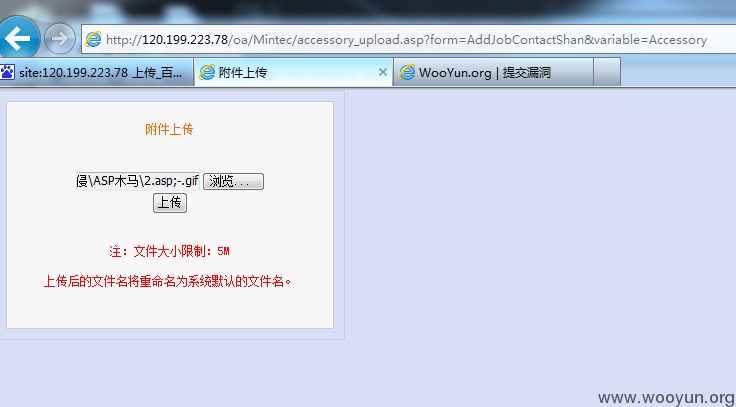 http://120.199.223.78/oa/Mintec/accessory_upload.asp?form=AddJobContactShan&variable=Accessory
site:120.199.223.78 上传_百...
附件上传
WooYun.org | 提交漏洞
附件上传
\ASP木马\2.asp;-.gif 浏览...
上传
注：文件大小限制：5M
上传后的文件名将重命名为系统默认的文件名。
www.wooyun.org